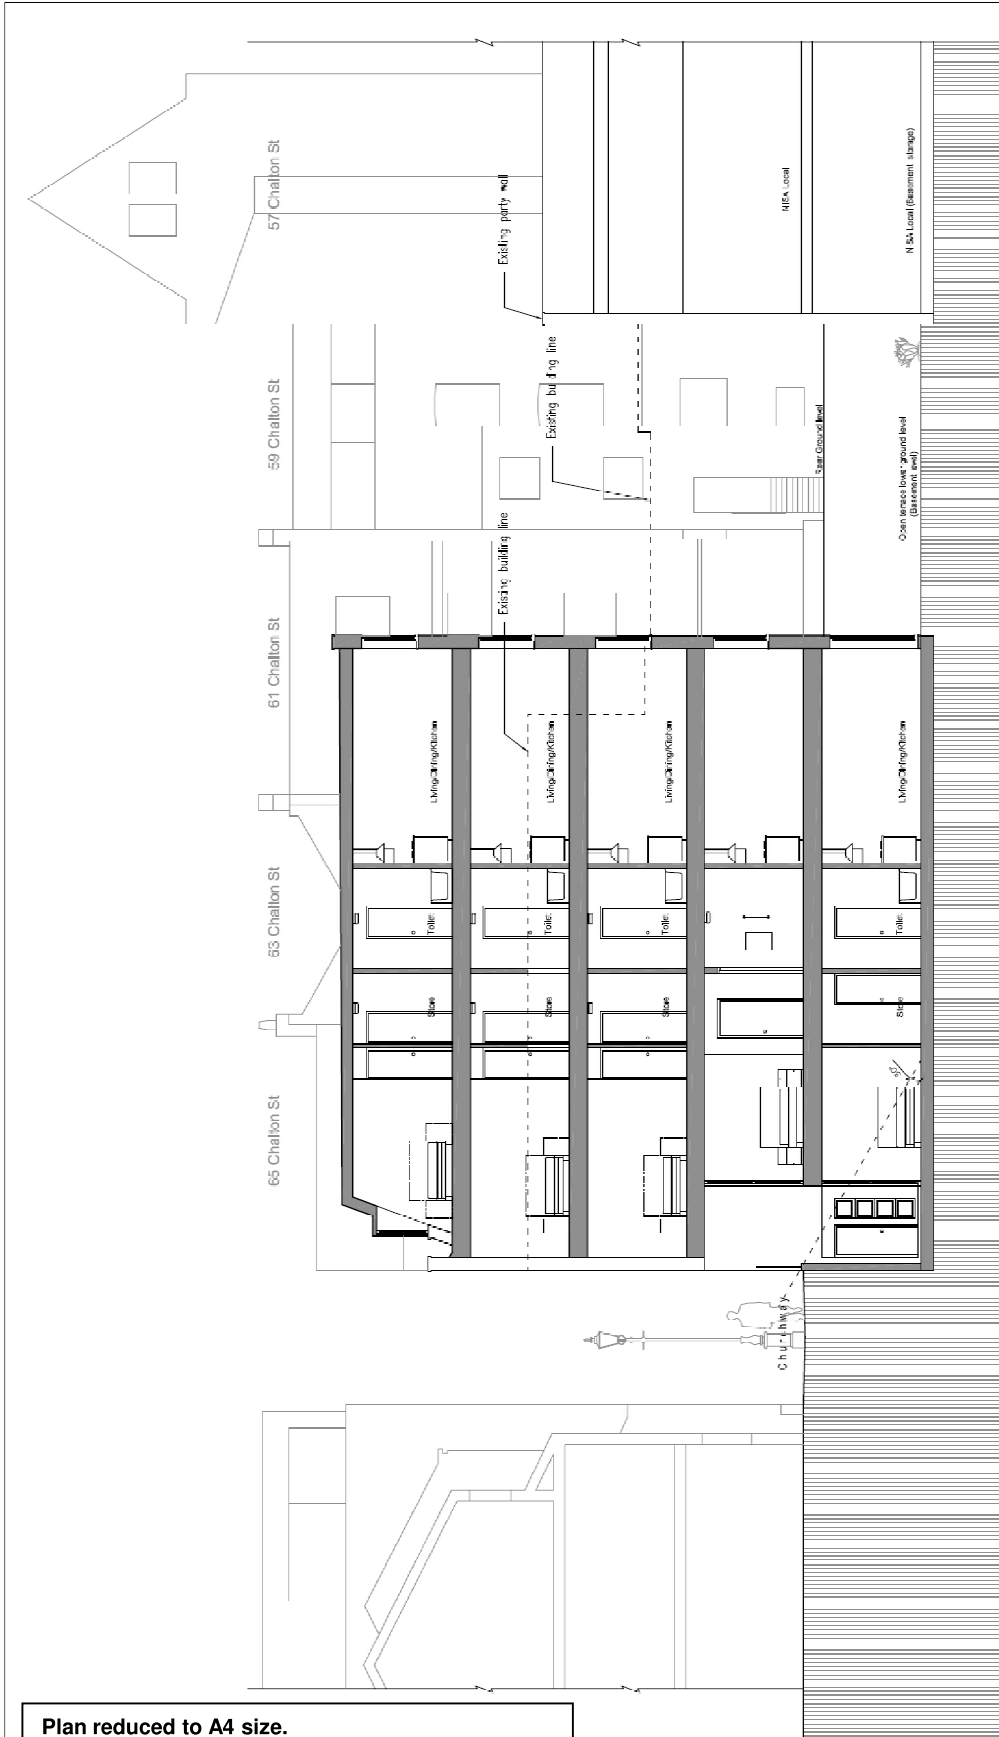 57 Chalton St
59 Chalton St
61 Chalton St
63 Chalton St
65 Chalton St
Existing party wall
Existing building line
Existing building line
NISA Local
NISA Local (Basement storage)
Rear Ground level
Open terrace lower ground level
(Basement level)
Living/Dining/Kitchen
Living/Dining/Kitchen
Living/Dining/Kitchen
Living/Dining/Kitchen
Toilet
Toilet
Toilet
Toilet
Store
Store
Store
Store
Churchway
Plan reduced to A4 size.